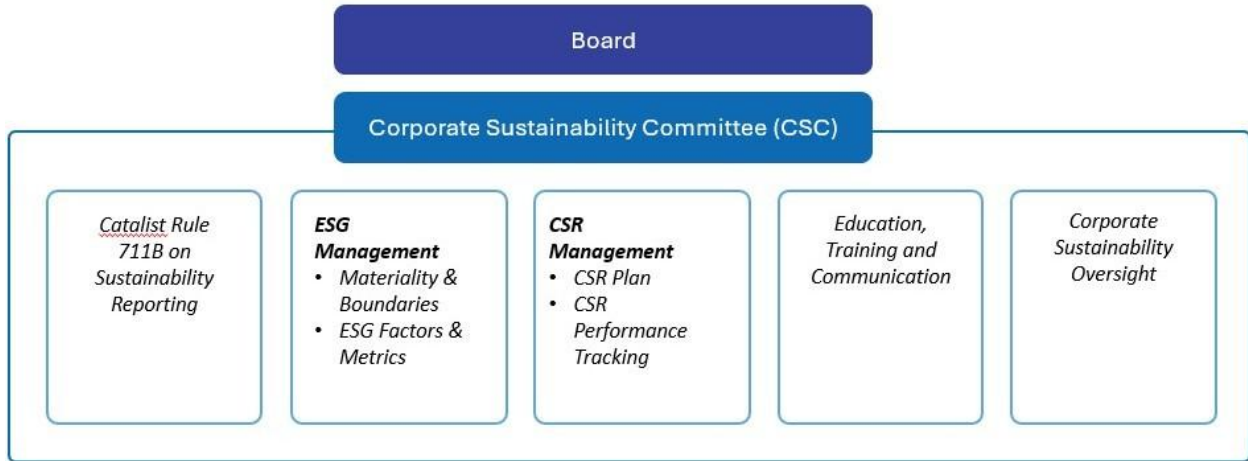 Board
Corporate Sustainability Committee (CSC)
Catalist Rule
711B on
Sustainability
Reporting
ESG
Management
• Materiality &
Boundaries
• ESG Factors &
Metrics
CSR
Management
• CSR Plan
• CSR
Performance
Tracking
Education,
Training and
Communication
Corporate
Sustainability
Oversight